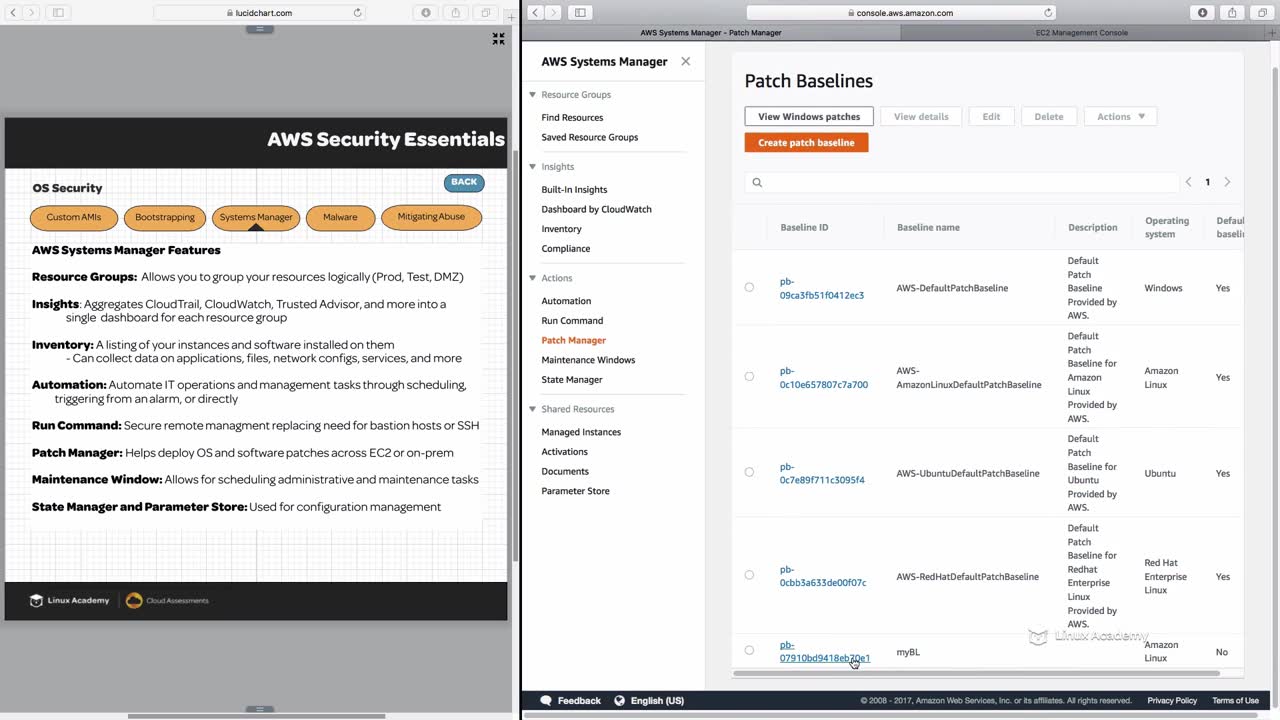 lucidchart.com
AWS Security Essentials
OS Security
BACK
Custom AMIs
Bootstrapping
Systems Manager
Malware
Mitigating Abuse
AWS Systems Manager Features
Resource Groups: Allows you to group your resources logically (Prod, Test, DMZ)
Insights: Aggregates CloudTrail, CloudWatch, Trusted Advisor, and more into a
single dashboard for each resource group
Inventory: A listing of your instances and software installed on them
- Can collect data on applications, files, network configs, services, and more
Automation: Automate IT operations and management tasks through scheduling,
triggering from an alarm, or directly
Run Command: Secure remote managment replacing need for bastion hosts or SSH
Patch Manager: Helps deploy OS and software patches across EC2 or on-prem
Maintenance Window: Allows for scheduling administrative and maintenance tasks
State Manager and Parameter Store: Used for configuration management
Linux Academy
Cloud Assessments
console.aws.amazon.com
AWS Systems Manager - Patch Manager
EC2 Management Console
AWS Systems Manager
Resource Groups
Find Resources
Saved Resource Groups
Insights
Built-In Insights
Dashboard by CloudWatch
Inventory
Compliance
Actions
Automation
Run Command
Patch Manager
Maintenance Windows
State Manager
Shared Resources
Managed Instances
Activations
Documents
Parameter Store
Patch Baselines
View Windows patches
View details
Edit
Delete
Actions
Create patch baseline
1
Baseline ID
Baseline name
Description
Operating
system
Defau
baselin
pb-
09ca3fb51f0412ec3
AWS-DefaultPatchBaseline
Default
Patch
Baseline
Provided by
AWS.
Windows
Yes
pb-
0c10e657807c7a700
AWS-
AmazonLinuxDefaultPatchBaseline
Default
Patch
Baseline for
Amazon
Linux
Provided by
AWS.
Amazon
Linux
Yes
pb-
0c7e89f711c3095f4
AWS-UbuntuDefaultPatchBaseline
Default
Patch
Baseline for
Ubuntu
Provided by
AWS.
Ubuntu
Yes
pb-
0cbb3a633de00f07c
AWS-RedHatDefaultPatchBaseline
Default
Patch
Baseline for
Redhat
Enterprise
Linux
Provided by
AWS.
Red Hat
Enterprise
Linux
Yes
pb-
07910bd9418eb70e1
myBL
Amazon
Linux
No
Linux Academy
Feedback
English (US)
© 2008 - 2017, Amazon Web Services, Inc. or its affiliates. All rights reserved.
Privacy Policy
Terms of Use